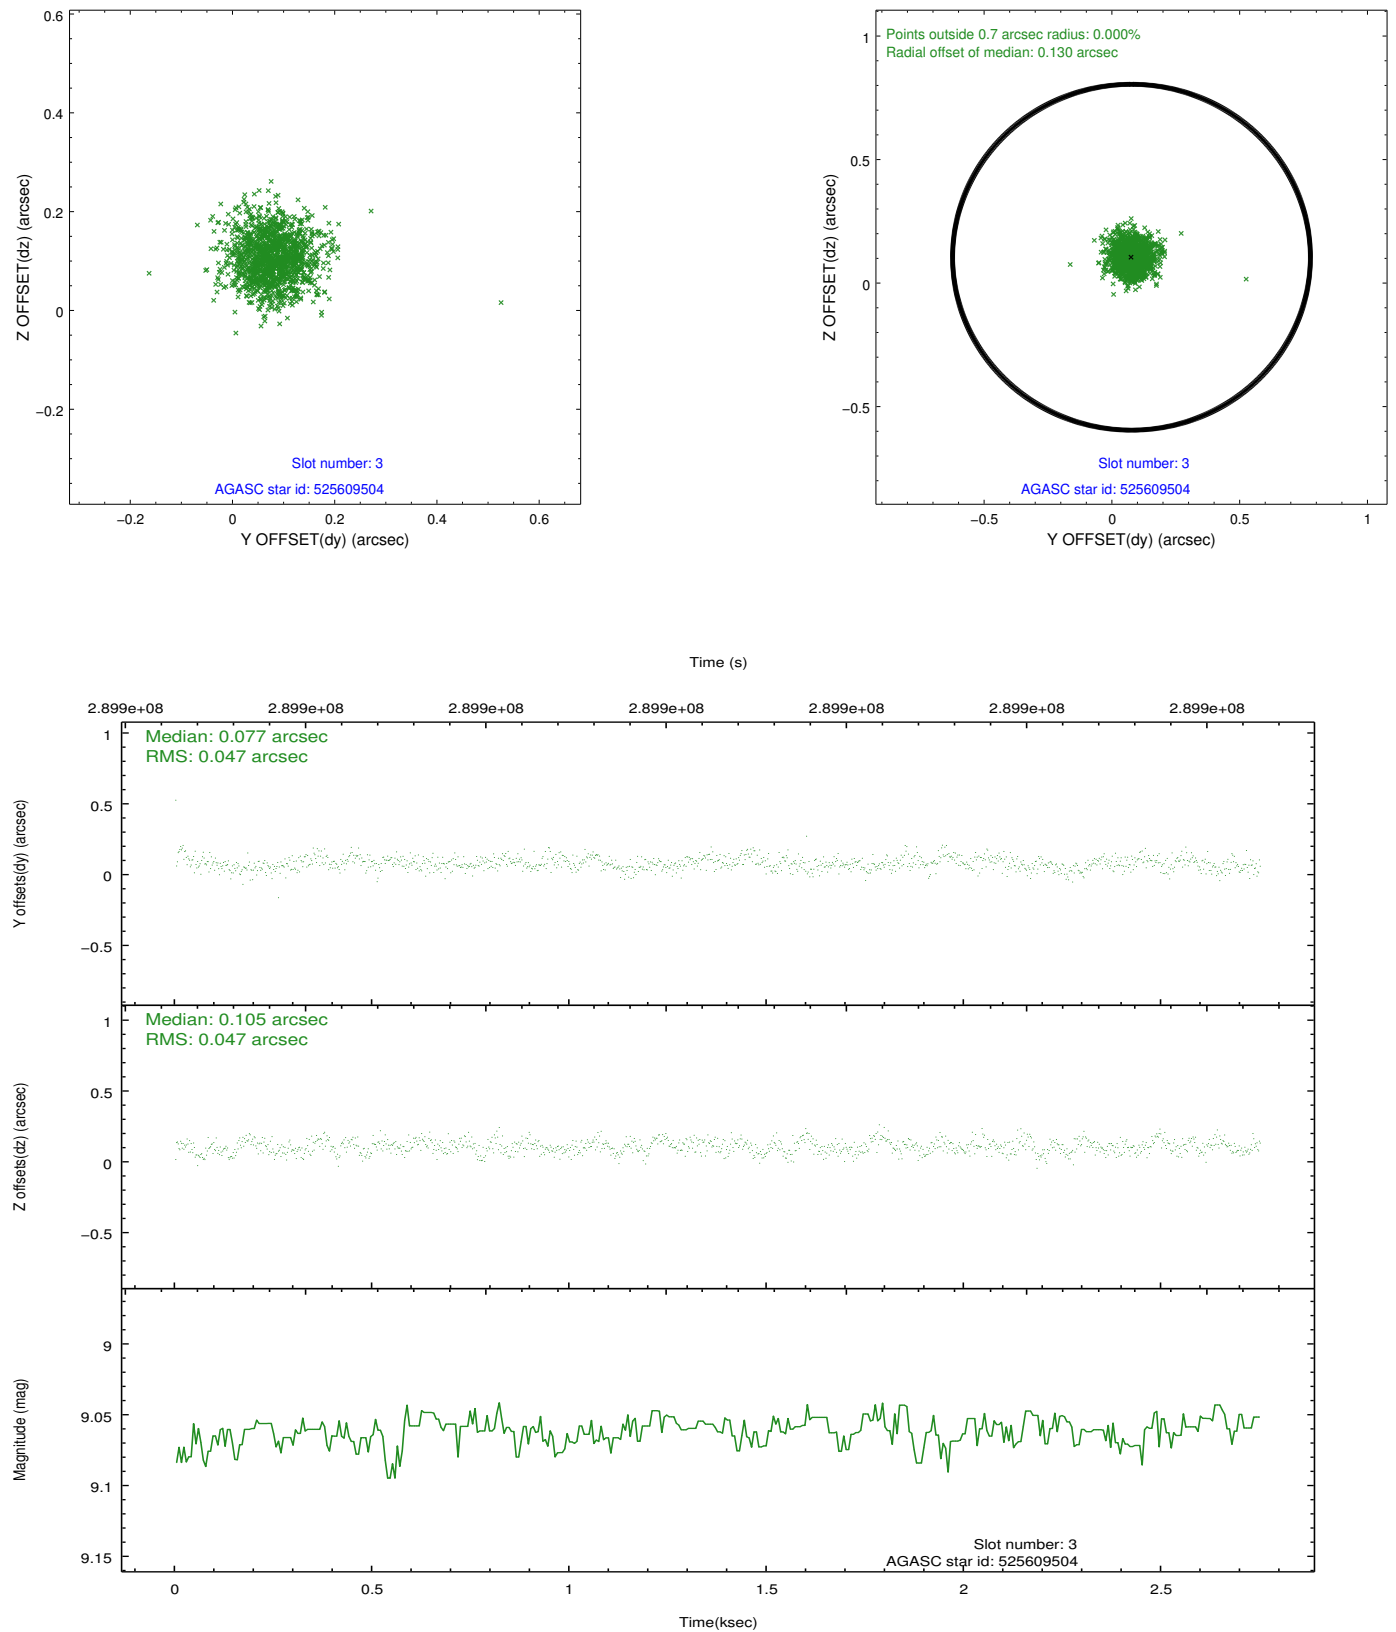 0.6
0.4
0.2
0
−0.2
Z OFFSET(dz) (arcsec)
Slot number: 3
AGASC star id: 525609504
−0.2 0 0.2 0.4 0.6
Y OFFSET(dy) (arcsec)
Points outside 0.7 arcsec radius: 0.000%
Radial offset of median: 0.130 arcsec
1
0.5
0
−0.5
Z OFFSET(dz) (arcsec)
Slot number: 3
AGASC star id: 525609504
−0.5 0 0.5 1
Y OFFSET(dy) (arcsec)
Time (s)
2.899e+08 2.899e+08 2.899e+08 2.899e+08 2.899e+08 2.899e+08 2.899e+08
Median: 0.077 arcsec
RMS: 0.047 arcsec
1
0.5
0
−0.5
Y offsets(dy) (arcsec)
Median: 0.105 arcsec
RMS: 0.047 arcsec
1
0.5
0
−0.5
Z offsets(dz) (arcsec)
9
9.05
9.1
9.15
Magnitude (mag)
Slot number: 3
AGASC star id: 525609504
0 0.5 1 1.5 2 2.5
Time(ksec)